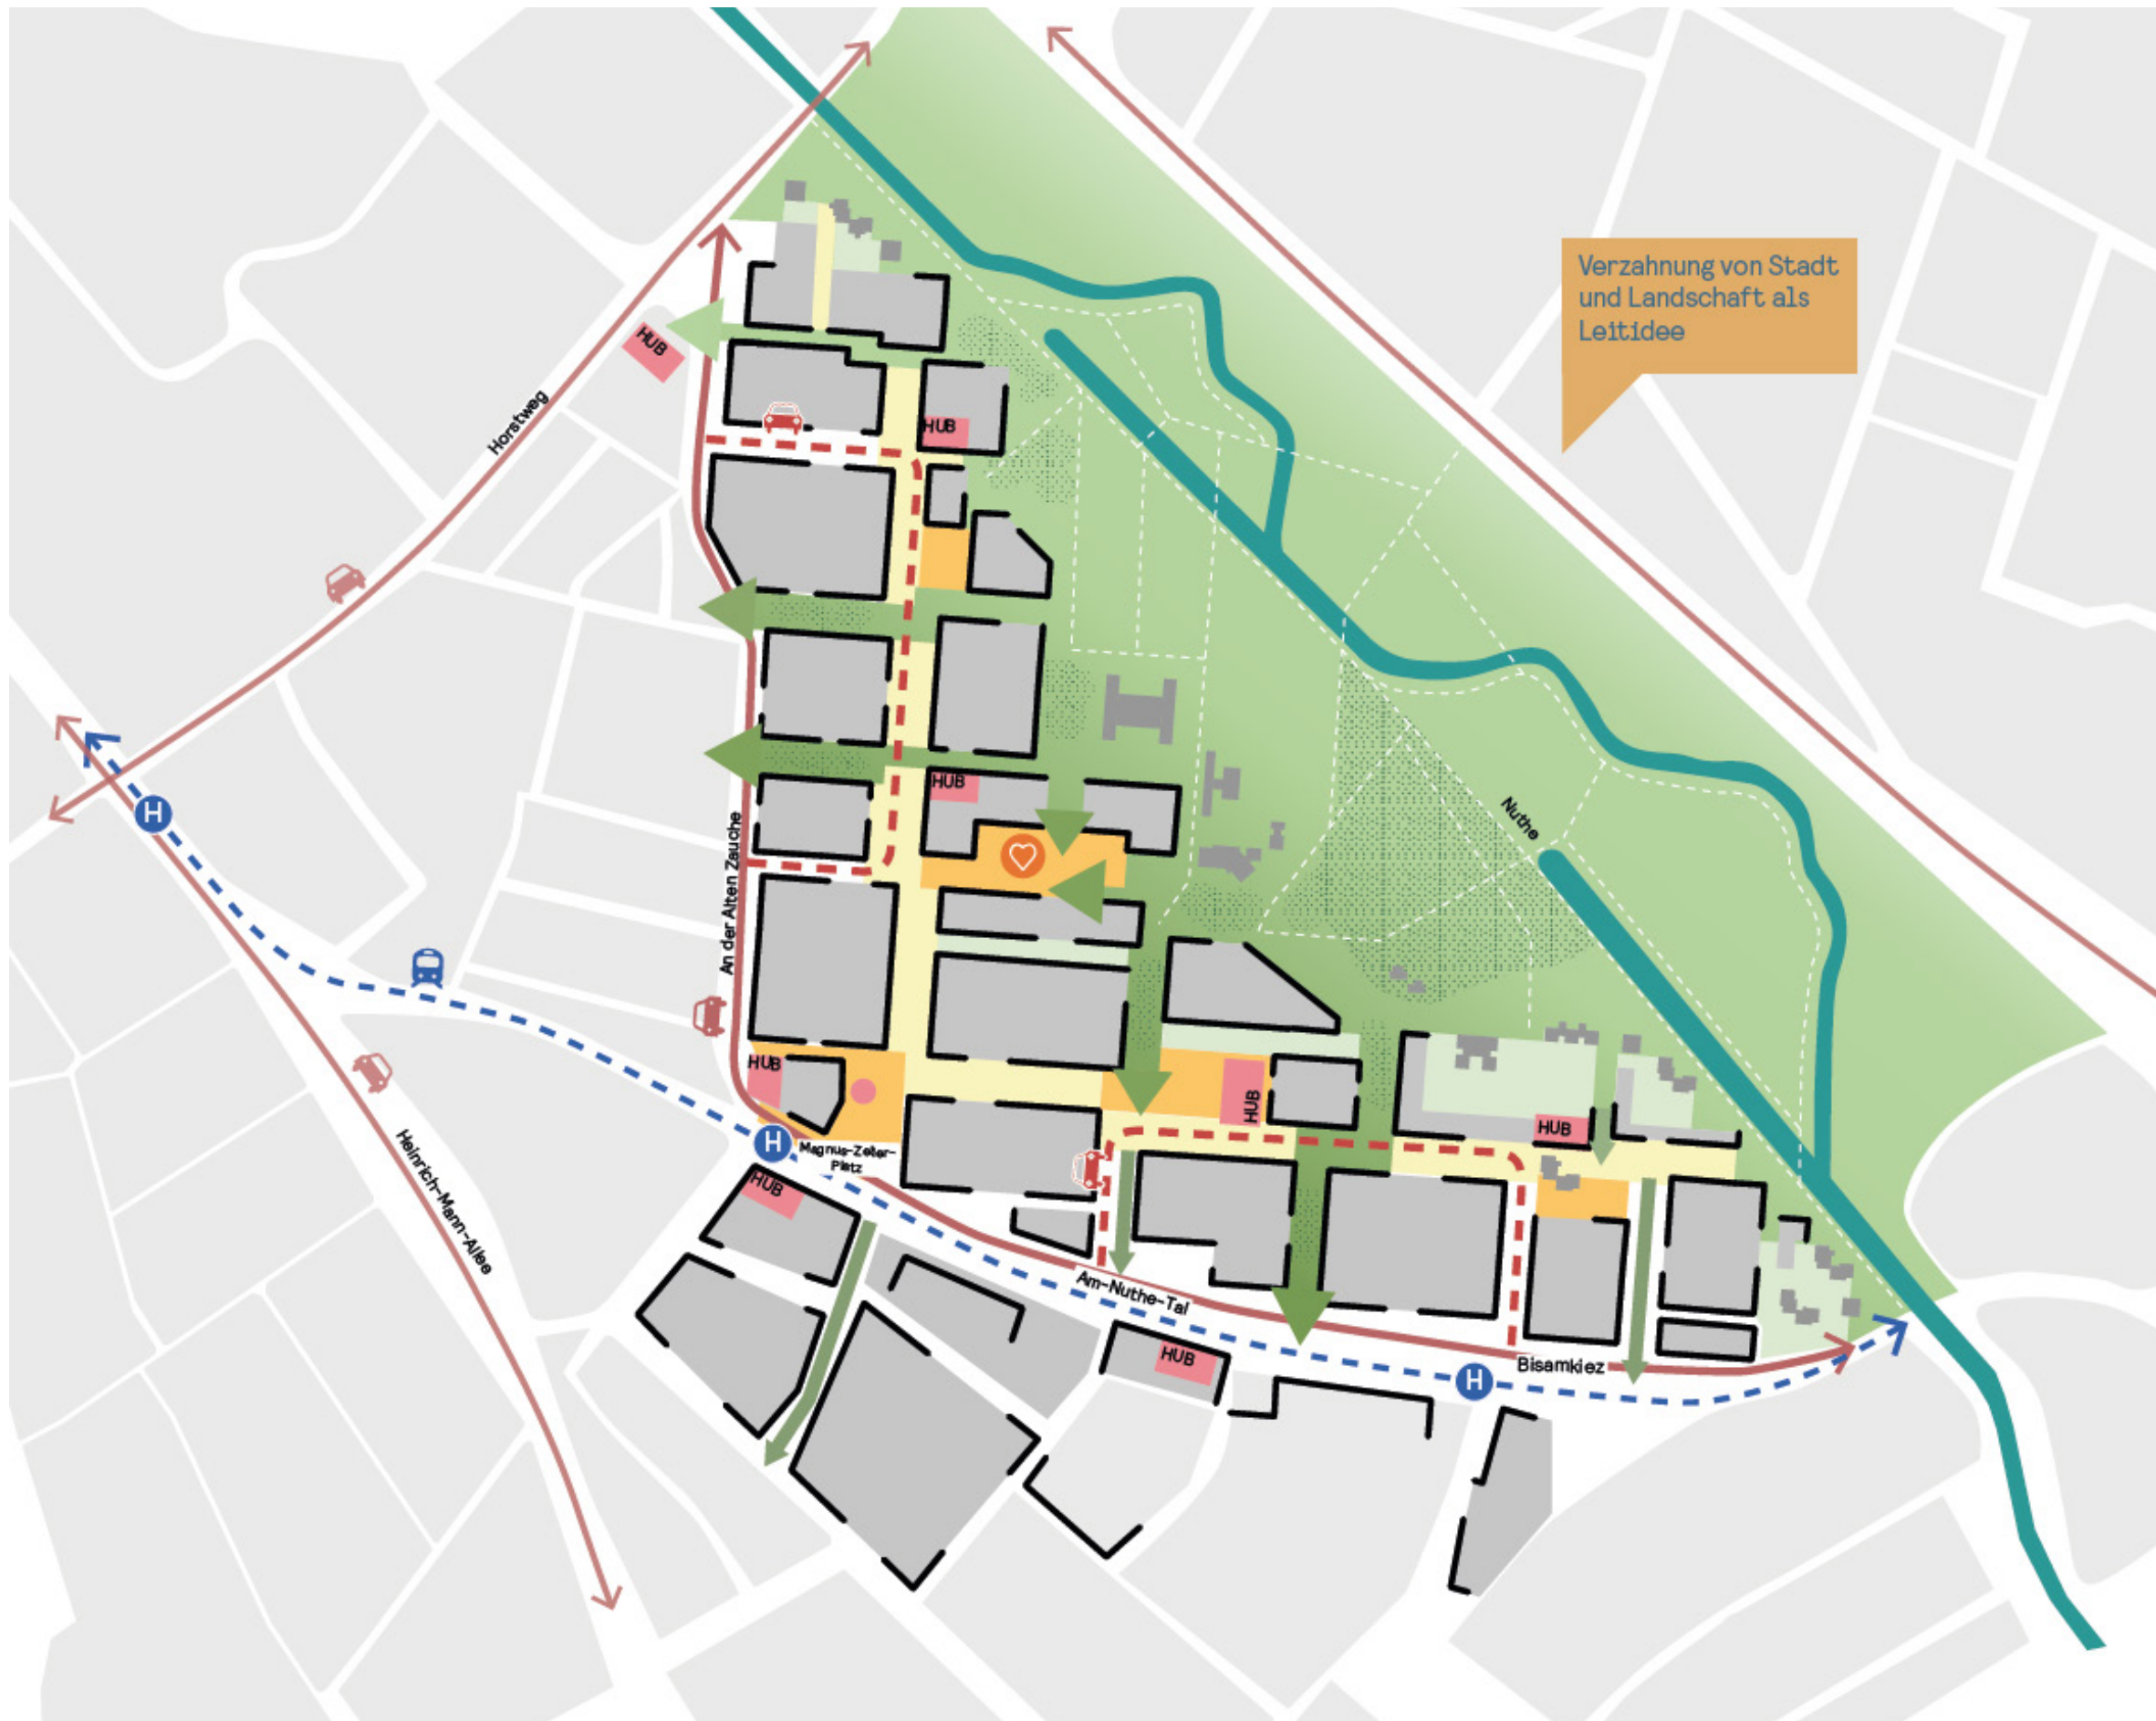 Verzahnung von Stadt
und Landschaft als
Leitidee
HUB
Horstweg
HUB
HUB
Nuthe
H
An der Alten Zauche
HUB
HUB
HUB
H
Magnus-Zeller-
Platz
HUB
Heinrich-Mann-Allee
Am-Nuthe-Tal
HUB
Bisamkiez
H